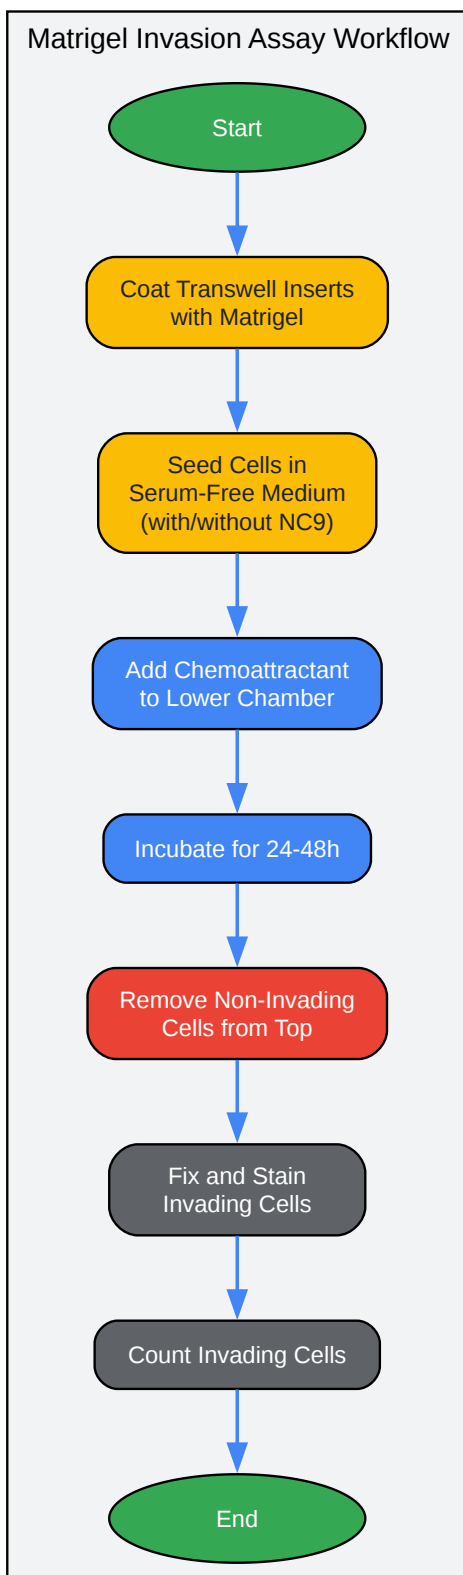 Matrigel Invasion Assay Workflow
Start
Coat Transwell Inserts
with Matrigel
Seed Cells in
Serum-Free Medium
(with/without NC9)
Add Chemoattractant
to Lower Chamber
Incubate for 24-48h
Remove Non-Invading
Cells from Top
Fix and Stain
Invading Cells
Count Invading Cells
End